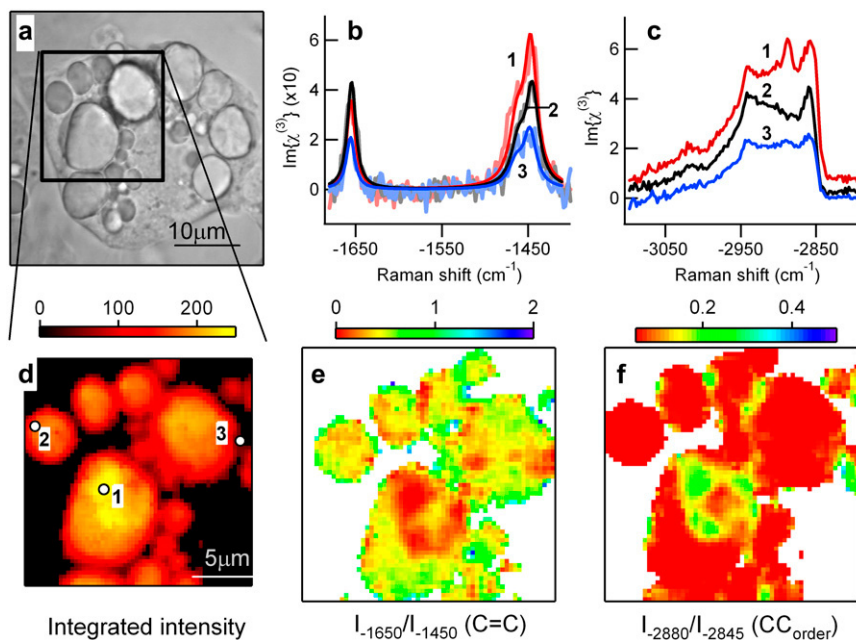 a
10μm
b
Im{χ(3)} (x10)
6
4
2
0
1
2
3
-1650
-1550
-1450
Raman shift (cm-1)
c
Im{χ(3)}
6
4
2
0
1
2
3
-3050
-2950
-2850
Raman shift (cm-1)
0
100
200
d
2
3
1
5μm
Integrated intensity
0
1
2
e
I-1650/I-1450 (C=C)
0.2
0.4
f
I-2880/I-2845 (CCorder)